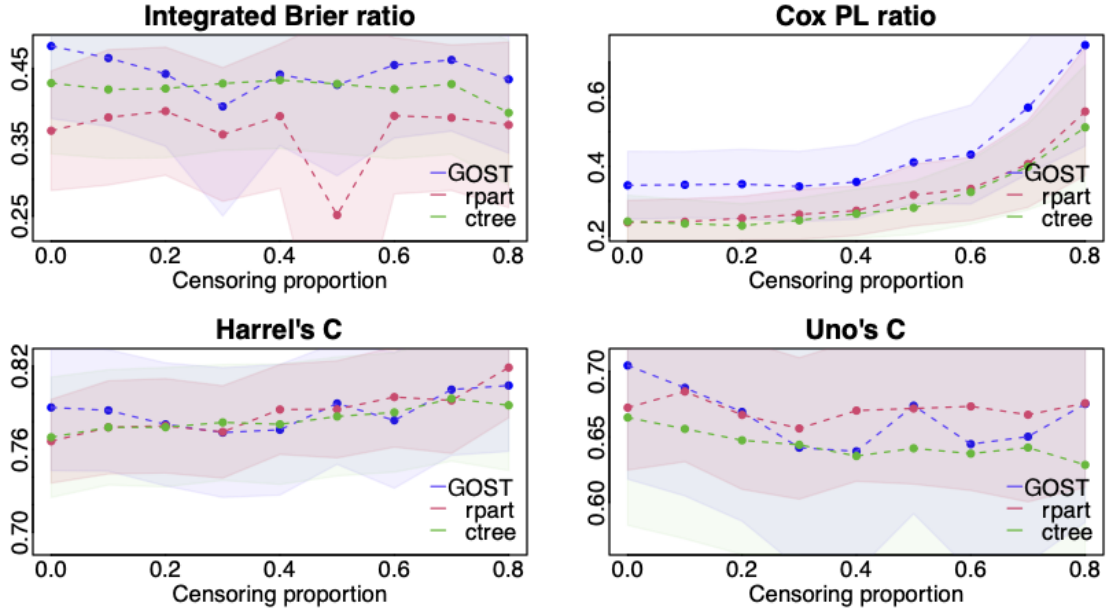 Integrated Brier ratio
0.45
0.35
0.25
GOST
rpart
ctree
0.0 0.2 0.4 0.6 0.8
Censoring proportion
Cox PL ratio
0.6
0.4
0.2
GOST
rpart
ctree
0.0 0.2 0.4 0.6 0.8
Censoring proportion
Harrel's C
0.82
0.76
0.70
GOST
rpart
ctree
0.0 0.2 0.4 0.6 0.8
Censoring proportion
Uno's C
0.70
0.65
0.60
GOST
rpart
ctree
0.0 0.2 0.4 0.6 0.8
Censoring proportion